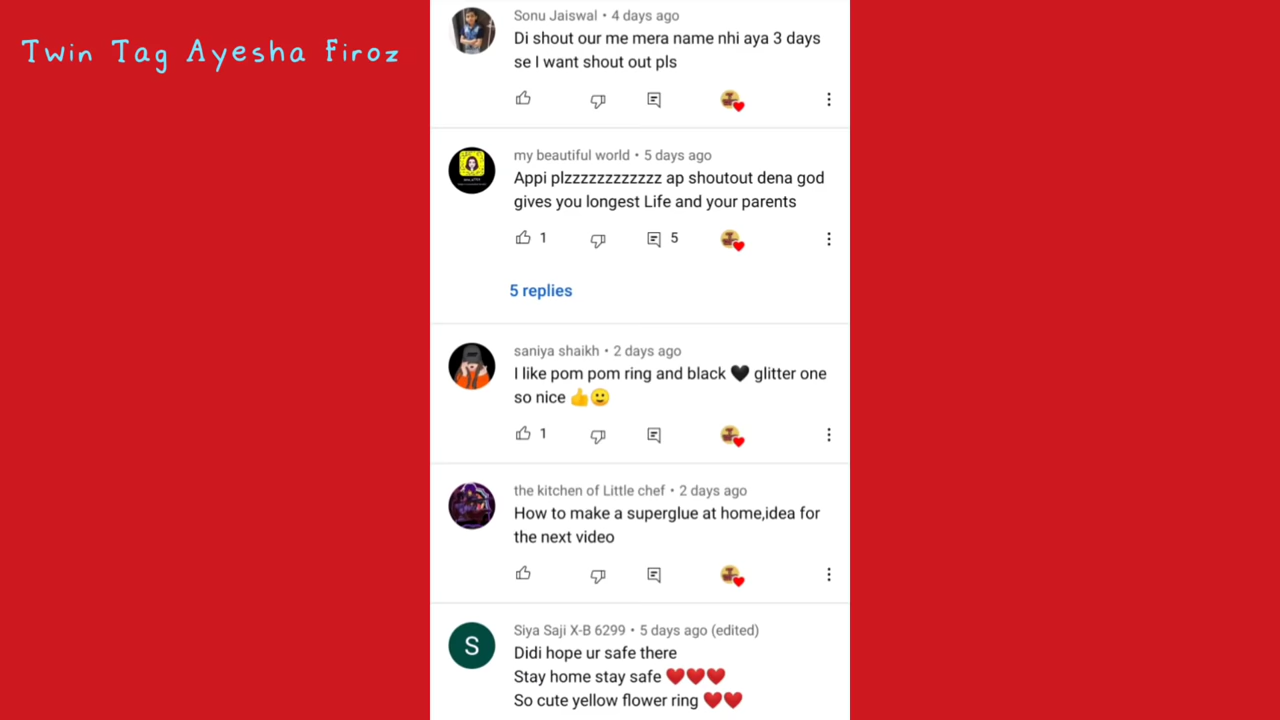 Twin Tag Ayesha Firoz
Sonu Jaiswal • 4 days ago
Di shout our me mera name nhi aya 3 days
se I want shout out pls
my beautiful world • 5 days ago
Appi plzzzzzzzzzzzz ap shoutout dena god
gives you longest Life and your parents
1
5
5 replies
saniya shaikh • 2 days ago
I like pom pom ring and black 🖤 glitter one
so nice 👍🙂
1
the kitchen of Little chef • 2 days ago
How to make a superglue at home,idea for
the next video
S
Siya Saji X-B 6299 • 5 days ago (edited)
Didi hope ur safe there
Stay home stay safe ❤️❤️❤️
So cute yellow flower ring ❤️❤️